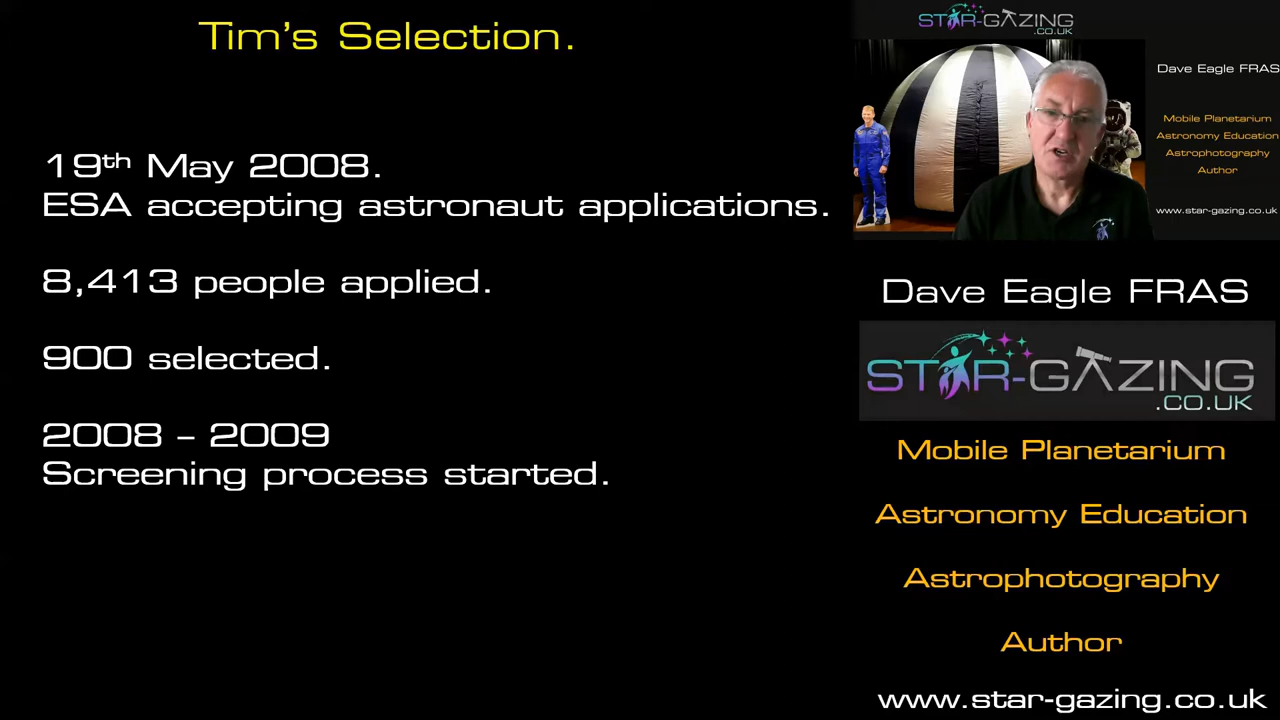 Tim's Selection.
19th May 2008.
ESA accepting astronaut applications.
8,413 people applied.
900 selected.
2008 – 2009
Screening process started.
STAR-GAZING
.CO.UK
Dave Eagle FRAS
Mobile Planetarium
Astronomy Education
Astrophotography
Author
www.star-gazing.co.uk
Dave Eagle FRAS
STAR-GAZING
.CO.UK
Mobile Planetarium
Astronomy Education
Astrophotography
Author
www.star-gazing.co.uk